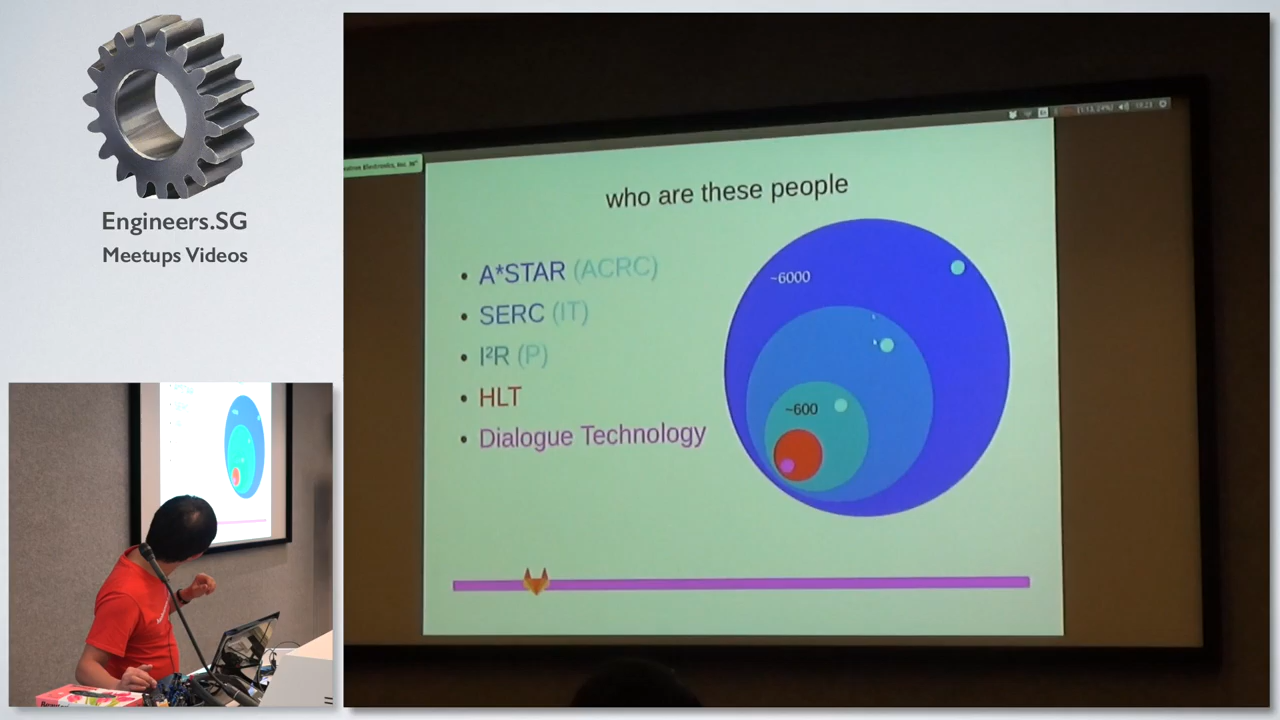 Engineers.SG
Meetups Videos
who are these people
• A*STAR (ACRC)
• SERC (IT)
• I²R (P)
• HLT
• Dialogue Technology
~6000
~600